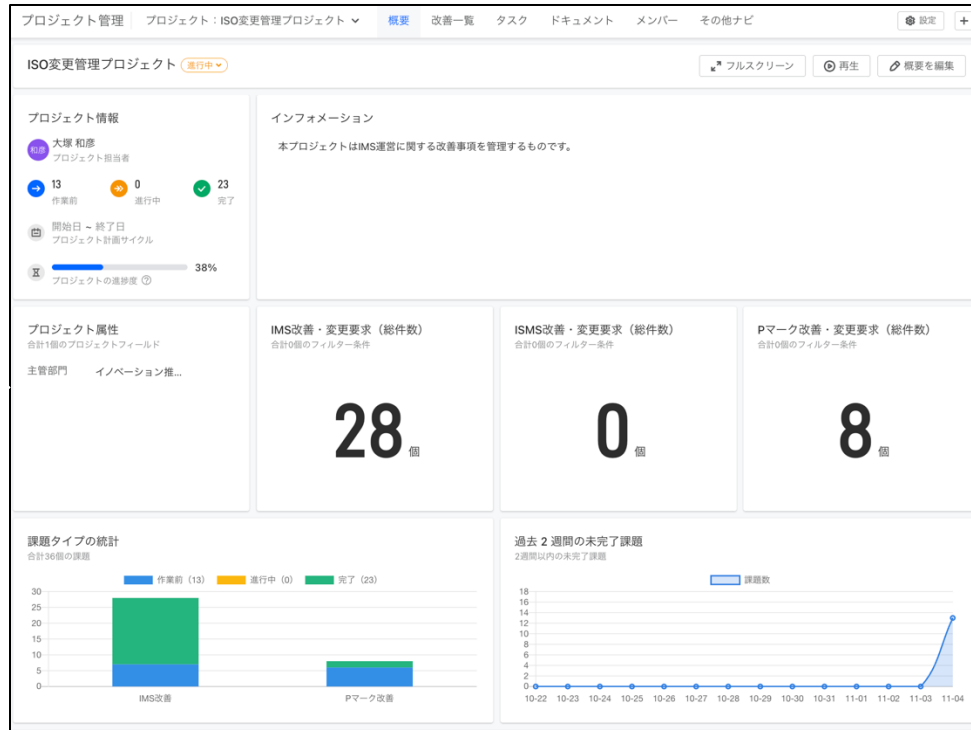 プロジェクト管理 プロジェクト：ISO変更管理プロジェクト 概要 改善一覧 タスク ドキュメント メンバー その他ナビ 設定
ISO変更管理プロジェクト 進行中 フルスクリーン 再生 概要を編集
プロジェクト情報
和彦 大塚 和彦
プロジェクト担当者
13 0 23
作業前 進行中 完了
開始日 ~ 終了日
プロジェクト計画サイクル
38%
プロジェクトの進捗度
インフォメーション
本プロジェクトはIMS運営に関する改善事項を管理するものです。
プロジェクト属性
合計1個のプロジェクトフィールド
主管部門 イノベーション推...
IMS改善・変更要求（総件数）
合計0個のフィルター条件
28 個
ISMS改善・変更要求（総件数）
合計0個のフィルター条件
0 個
Pマーク改善・変更要求（総件数）
合計0個のフィルター条件
8 個
課題タイプの統計
合計36個の課題
作業前（13） 進行中（0） 完了（23）
30
25
20
15
10
5
0
IMS改善 Pマーク改善
過去 2 週間の未完了課題
2週間以内の未完了課題
課題数
18
16
14
12
10
8
6
4
2
0
10-22 10-23 10-24 10-25 10-26 10-27 10-28 10-29 10-30 10-31 11-01 11-02 11-03 11-04